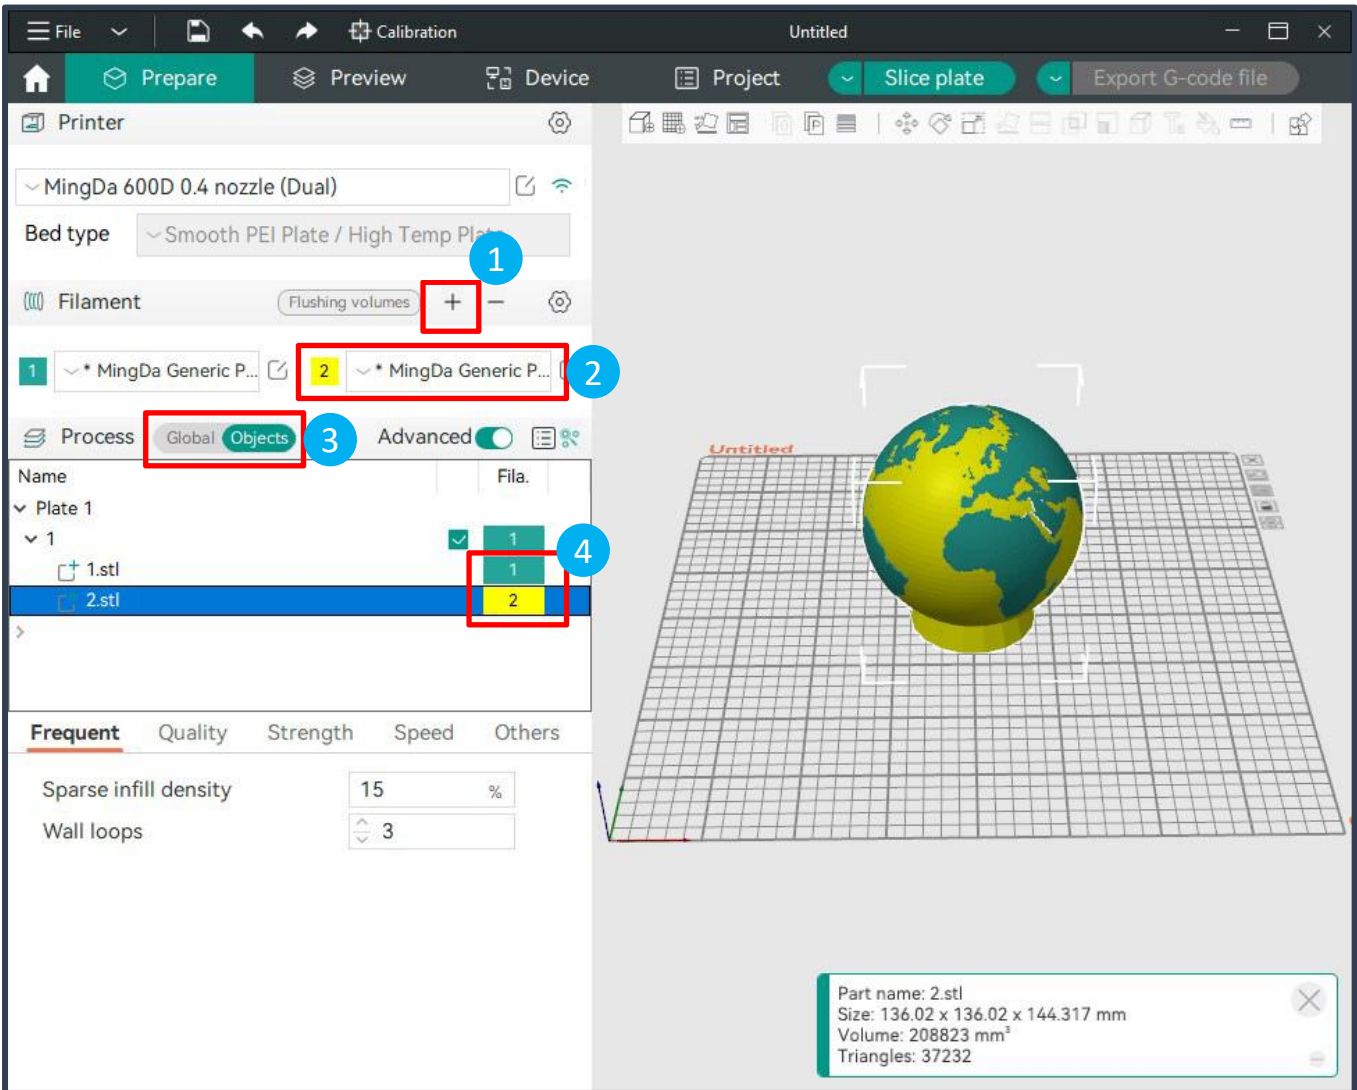 File
Calibration
Untitled
Prepare
Preview
Device
Project
Slice plate
Export G-code file
Printer
MingDa 600D 0.4 nozzle (Dual)
Bed type
Smooth PEI Plate / High Temp Plate
1
Filament
Flushing volumes
+ −
1
* MingDa Generic P...
2
* MingDa Generic P...
2
Process
Global
Objects
3
Advanced
Name
Fila.
Plate 1
1
1
4
1.stl
1
2.stl
2
Frequent
Quality
Strength
Speed
Others
Sparse infill density
15
%
Wall loops
3
Untitled
Part name: 2.stl
Size: 136.02 x 136.02 x 144.317 mm
Volume: 208823 mm³
Triangles: 37232